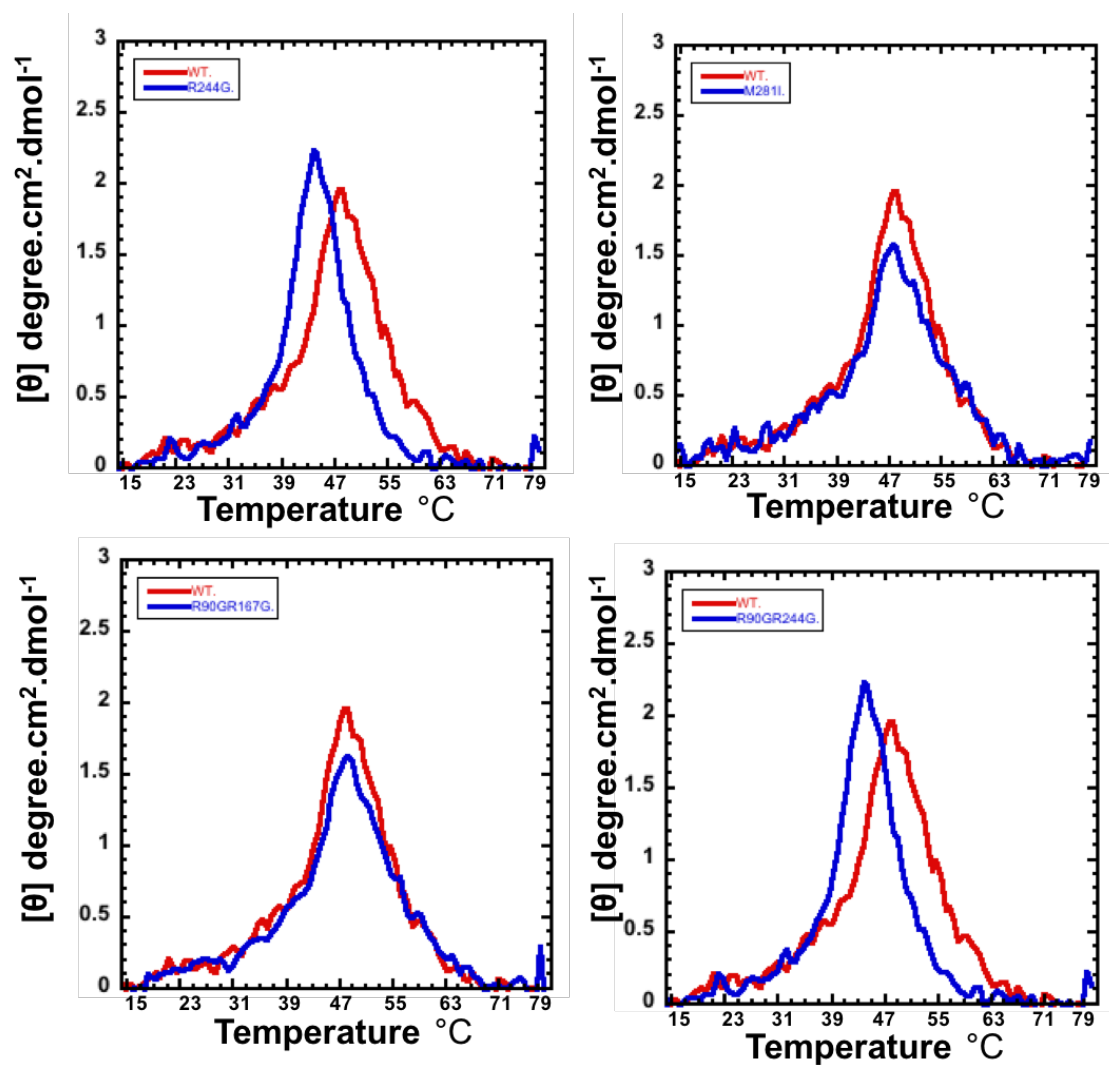 3
2.5
2
1.5
1
0.5
0
[θ] degree.cm².dmol⁻¹
WT.
R244G.
15 23 31 39 47 55 63 71 79
Temperature °C
3
2.5
2
1.5
1
0.5
0
[θ] degree.cm².dmol⁻¹
WT.
M281I.
15 23 31 39 47 55 63 71 79
Temperature °C
3
2.5
2
1.5
1
0.5
0
[θ] degree.cm².dmol⁻¹
WT.
R90GR167G.
15 23 31 39 47 55 63 71 79
Temperature °C
3
2.5
2
1.5
1
0.5
0
[θ] degree.cm².dmol⁻¹
WT.
R90GR244G.
15 23 31 39 47 55 63 71 79
Temperature °C